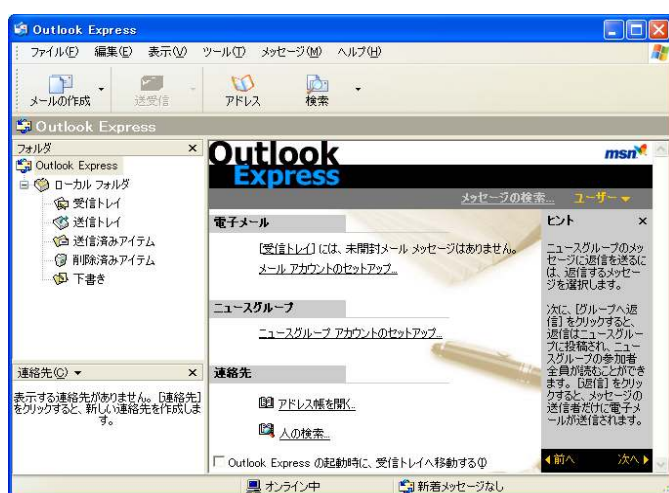 Outlook Express
ファイル(F) 編集(E) 表示(V) ツール(T) メッセージ(M) ヘルプ(H)
メールの作成 送受信 アドレス 検索
Outlook Express
フォルダ ×
Outlook Express
ローカル フォルダ
受信トレイ
送信トレイ
送信済みアイテム
削除済みアイテム
下書き
連絡先(C) ×
表示する連絡先がありません。[連絡先]
をクリックすると、新しい連絡先を作成しま
す。
Outlook
Express
msn
メッセージの検索... ユーザー
電子メール
[受信トレイ] には、未開封メール メッセージはありません。
メール アカウントのセットアップ...
ニュースグループ
ニュースグループ アカウントのセットアップ...
連絡先
アドレス帳を開く...
人の検索...
Outlook Express の起動時に、受信トレイへ移動する(I)
ヒント ×
ニュースグループのメッ
セージに返信を送るに
は、返信するメッセー
ジを選択します。
次に、[グループへ返
信] をクリックすると、
返信はニュースグルー
プに投稿され、ニュー
スグループの参加者
全員が読むことができ
ます。[返信] をクリッ
クすると、メッセージの
送信者だけに電子メ
ールが送信されます。
前へ 次へ
オンライン中 新着メッセージなし